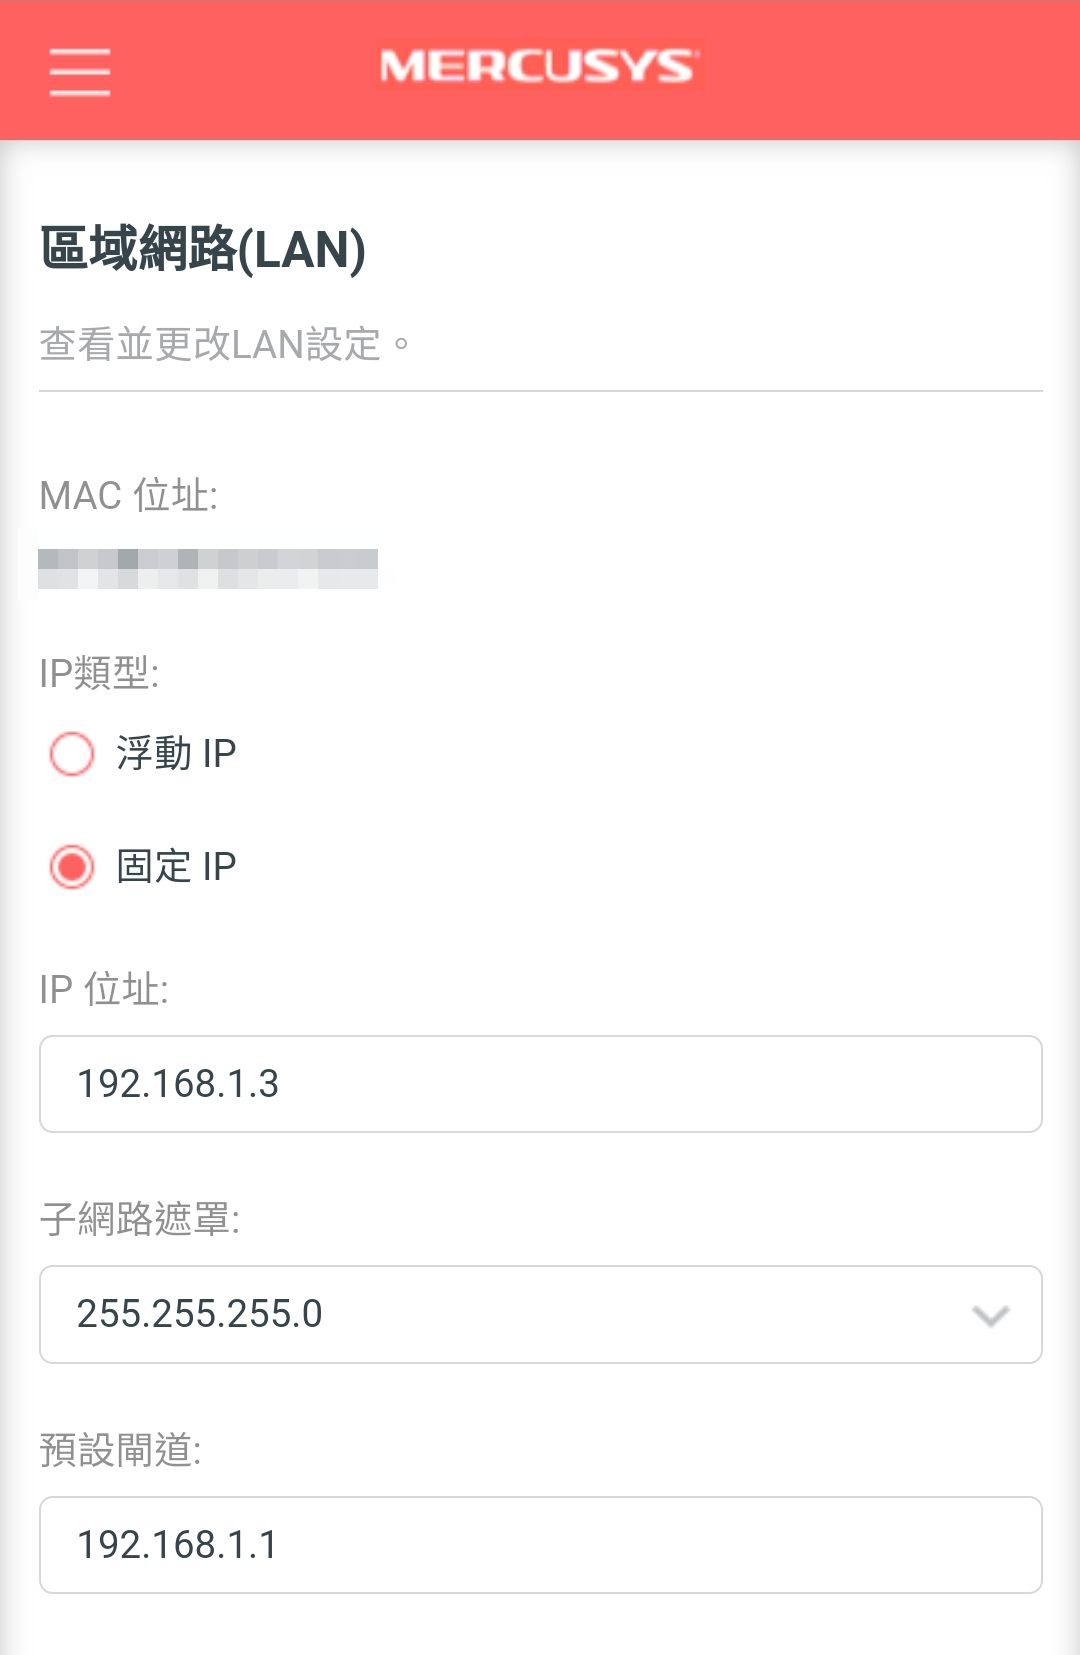 MERCUSYS
區域網路(LAN)
查看並更改LAN設定。
MAC 位址:
IP類型:
浮動 IP
固定 IP
IP 位址:
192.168.1.3
子網路遮罩:
255.255.255.0
預設閘道:
192.168.1.1